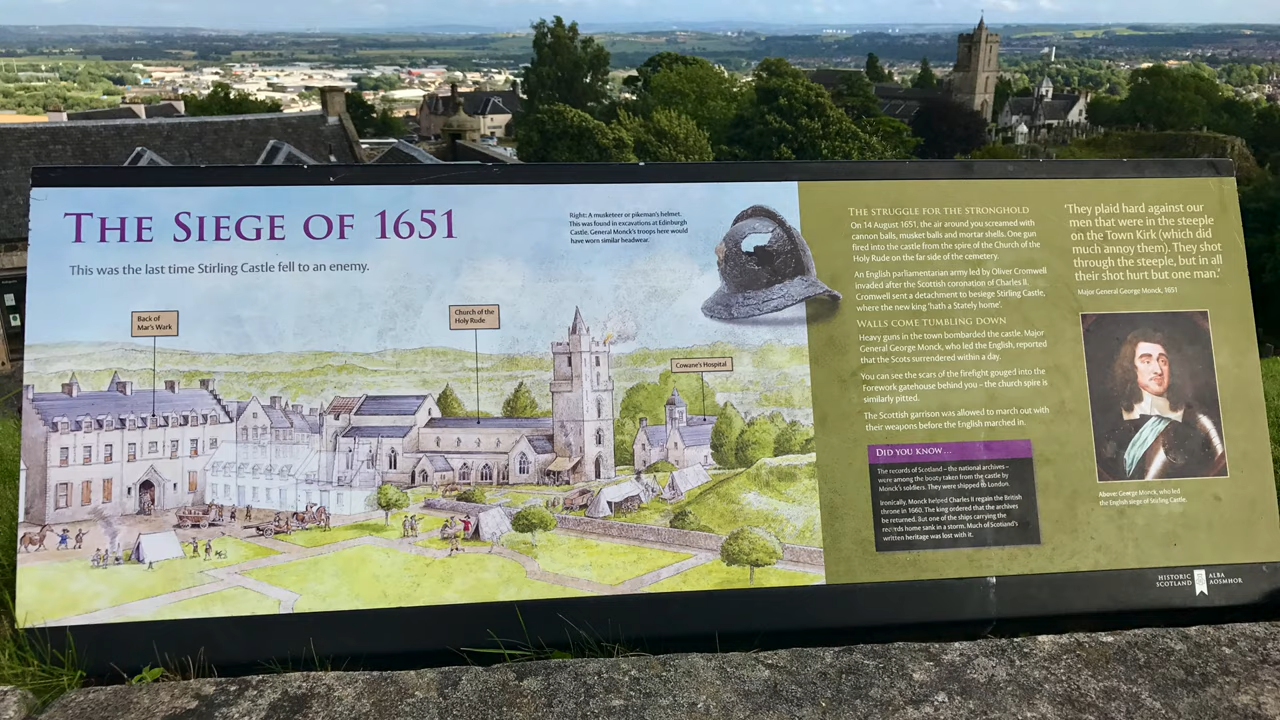 THE SIEGE OF 1651
This was the last time Stirling Castle fell to an enemy.
Right: A musketeer or pikeman's helmet.
This was found in excavations at Edinburgh
Castle. General Monck's troops here would
have worn similar headwear.
Back of
Mar's Wark
Church of the
Holy Rude
Cowane's Hospital
THE STRUGGLE FOR THE STRONGHOLD
On 14 August 1651, the air around you screamed with
cannon balls, musket balls and mortar shells. One gun
fired into the castle from the spire of the Church of the
Holy Rude on the far side of the cemetery.
An English parliamentarian army led by Oliver Cromwell
invaded after the Scottish coronation of Charles II.
Cromwell sent a detachment to besiege Stirling Castle,
where the new king 'hath a Stately home'.
WALLS COME TUMBLING DOWN
Heavy guns in the town bombarded the castle. Major
General George Monck, who led the English, reported
that the Scots surrendered within a day.
You can see the scars of the firefight gouged into the
Forework gatehouse behind you – the church spire is
similarly pitted.
The Scottish garrison was allowed to march out with
their weapons before the English marched in.
DID YOU KNOW...
The records of Scotland – the national archives –
were among the booty taken from the castle by
Monck's soldiers. They were shipped to London.
Ironically, Monck helped Charles II regain the British
throne in 1660. The king ordered that the archives
be returned. But one of the ships carrying the
records home sank in a storm. Much of Scotland's
written heritage was lost with it.
'They plaid hard against our
men that were in the steeple
on the Town Kirk (which did
much annoy them). They shot
through the steeple, but in all
their shot hurt but one man.'
Major General George Monck, 1651
Above: George Monck, who led
the English siege of Stirling Castle.
HISTORIC ALBA
SCOTLAND AOSMHOR